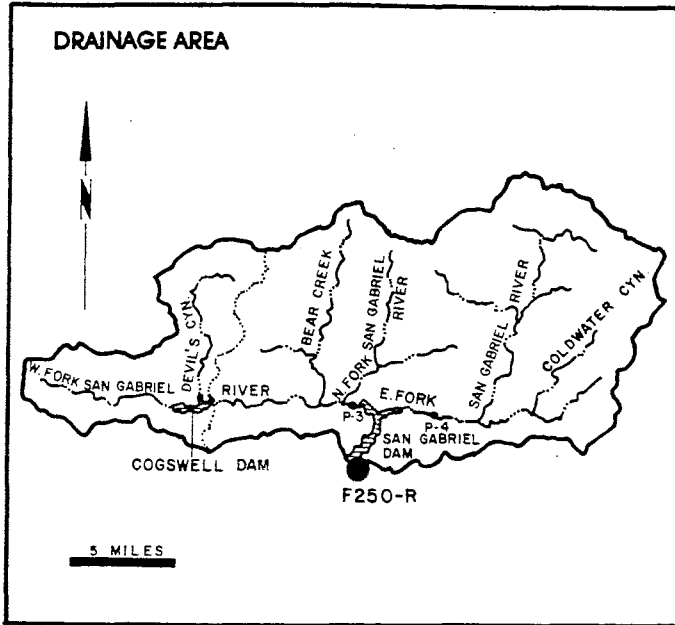 DRAINAGE AREA
N
W. FORK SAN GABRIEL RIVER
DEVIL'S CYN.
BEAR CREEK
N. FORK SAN GABRIEL
RIVER
E. FORK
SAN GABRIEL RIVER
COLDWATER CYN.
P-3
P-4
SAN GABRIEL
DAM
COGSWELL DAM
F250-R
5 MILES